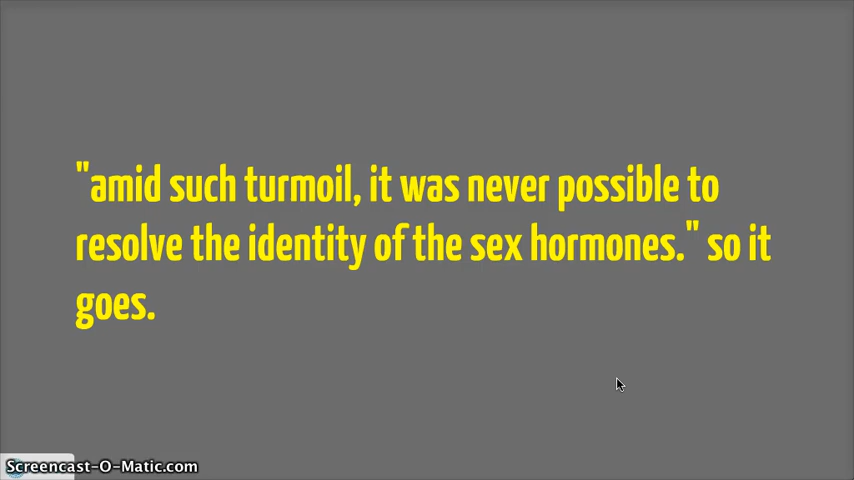 "amid such turmoil, it was never possible to
resolve the identity of the sex hormones." so it
goes.
Screencast-O-Matic.com